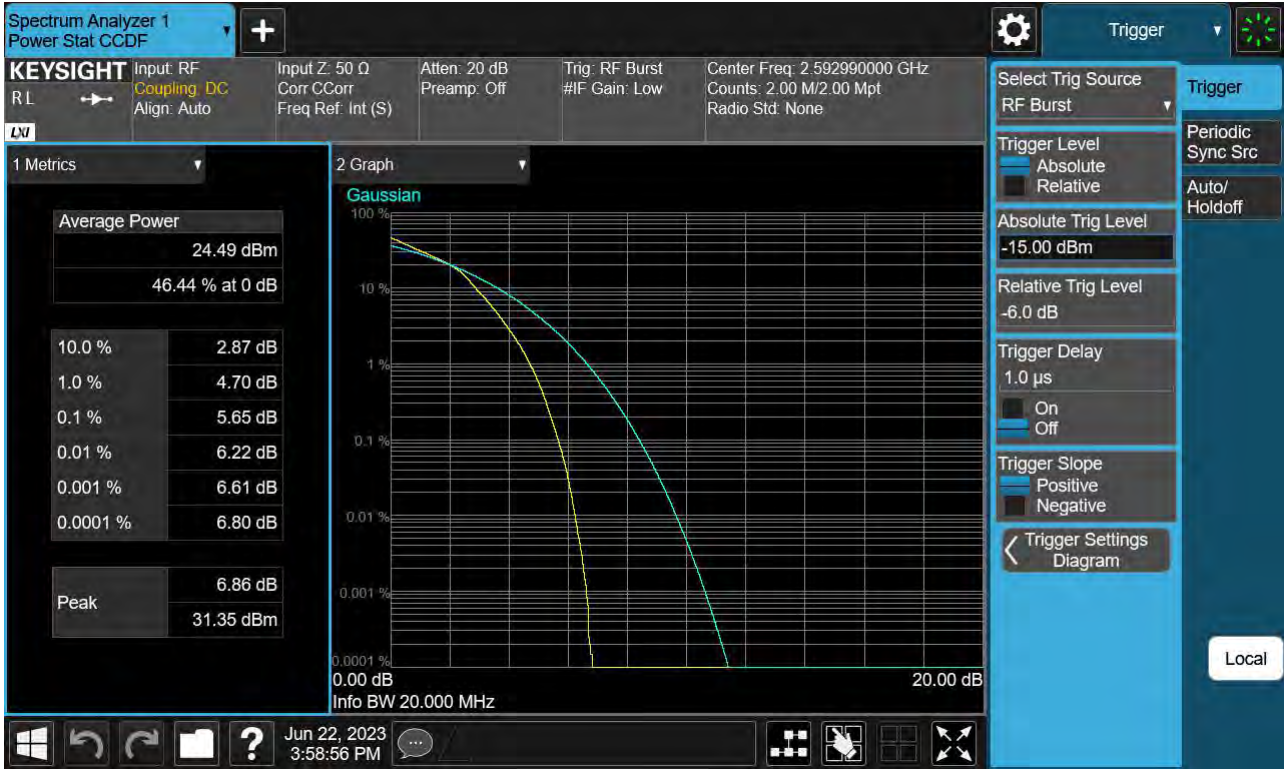 Spectrum Analyzer 1
Power Stat CCDF
Trigger
KEYSIGHT
R L
LXI
Input: RF
Coupling: DC
Align: Auto
Input Z: 50 Ω
Corr CCorr
Freq Ref: Int (S)
Atten: 20 dB
Preamp: Off
Trig: RF Burst
#IF Gain: Low
Center Freq: 2.592990000 GHz
Counts: 2.00 M/2.00 Mpt
Radio Std: None
1 Metrics
Average Power
24.49 dBm
46.44 % at 0 dB
10.0 % 2.87 dB
1.0 % 4.70 dB
0.1 % 5.65 dB
0.01 % 6.22 dB
0.001 % 6.61 dB
0.0001 % 6.80 dB
Peak
6.86 dB
31.35 dBm
2 Graph
Gaussian
100 %
10 %
1 %
0.1 %
0.01 %
0.001 %
0.0001 %
0.00 dB 20.00 dB
Info BW 20.000 MHz
Select Trig Source
RF Burst
Trigger Level
Absolute
Relative
Absolute Trig Level
-15.00 dBm
Relative Trig Level
-6.0 dB
Trigger Delay
1.0 µs
On
Off
Trigger Slope
Positive
Negative
Trigger Settings
Diagram
Trigger
Periodic
Sync Src
Auto/
Holdoff
Local
?
Jun 22, 2023
3:58:56 PM